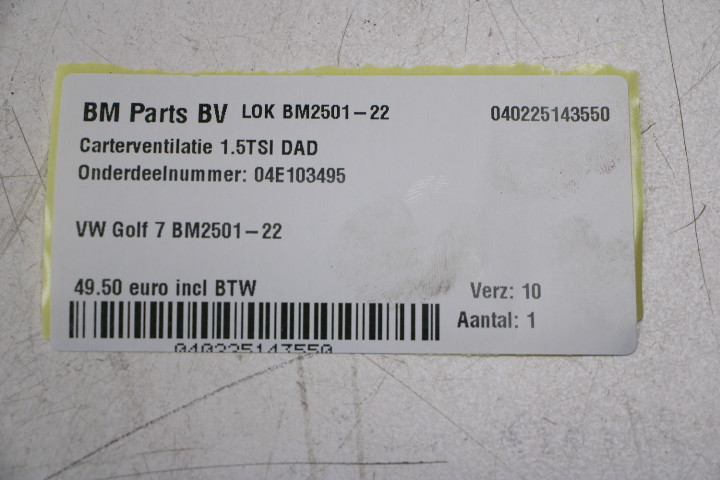 BM Parts BV LOK BM2501-22 040225143550
Carterventilatie 1.5TSI DAD
Onderdeelnummer: 04E103495
VW Golf 7 BM2501-22
49.50 euro incl BTW
Verz: 10
Aantal: 1
040225143550